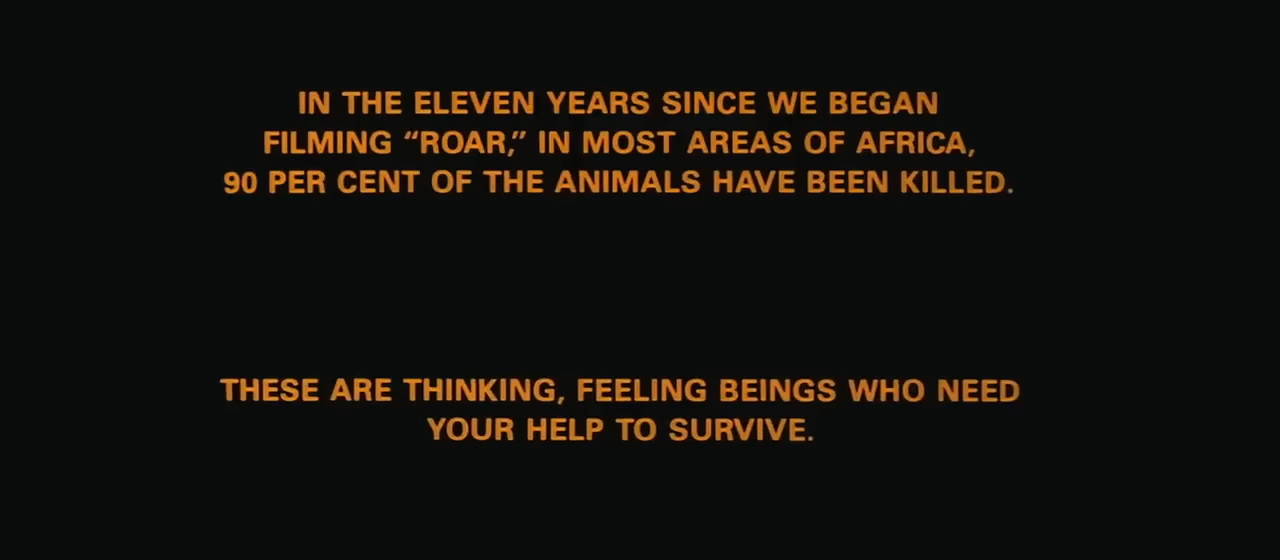 IN THE ELEVEN YEARS SINCE WE BEGAN
FILMING “ROAR,” IN MOST AREAS OF AFRICA,
90 PER CENT OF THE ANIMALS HAVE BEEN KILLED.
THESE ARE THINKING, FEELING BEINGS WHO NEED
YOUR HELP TO SURVIVE.